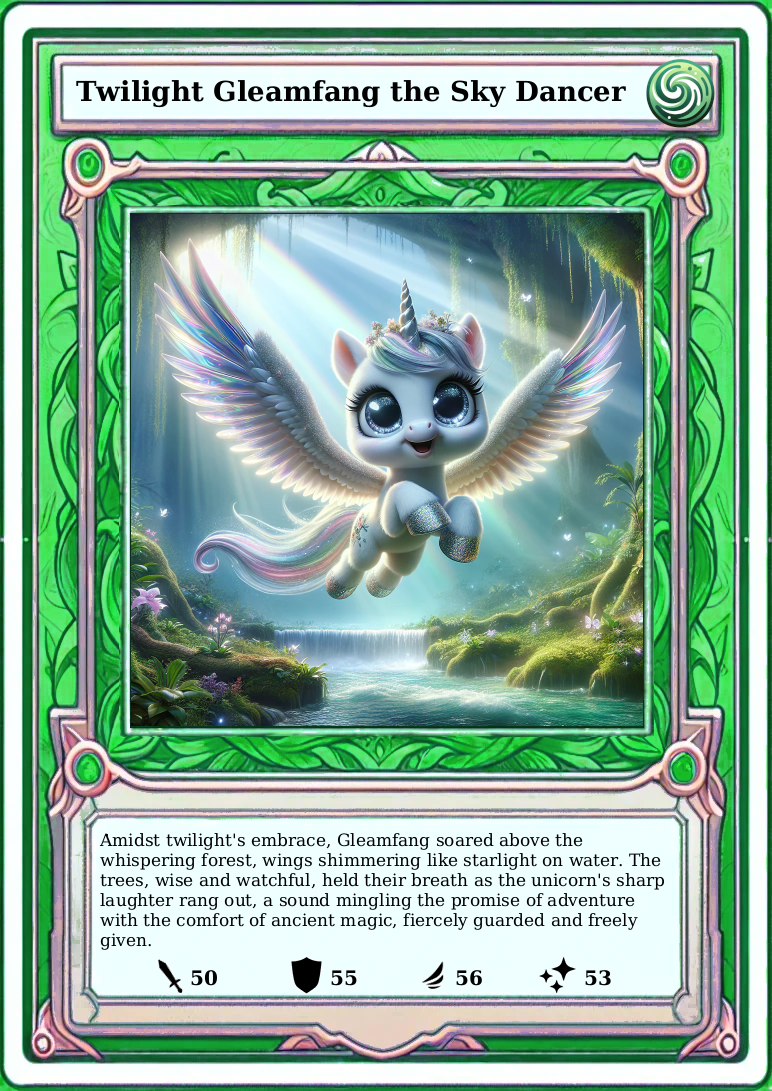 Twilight Gleamfang the Sky Dancer
Amidst twilight's embrace, Gleamfang soared above the
whispering forest, wings shimmering like starlight on water. The
trees, wise and watchful, held their breath as the unicorn's sharp
laughter rang out, a sound mingling the promise of adventure
with the comfort of ancient magic, fiercely guarded and freely
given.
50 55 56 53